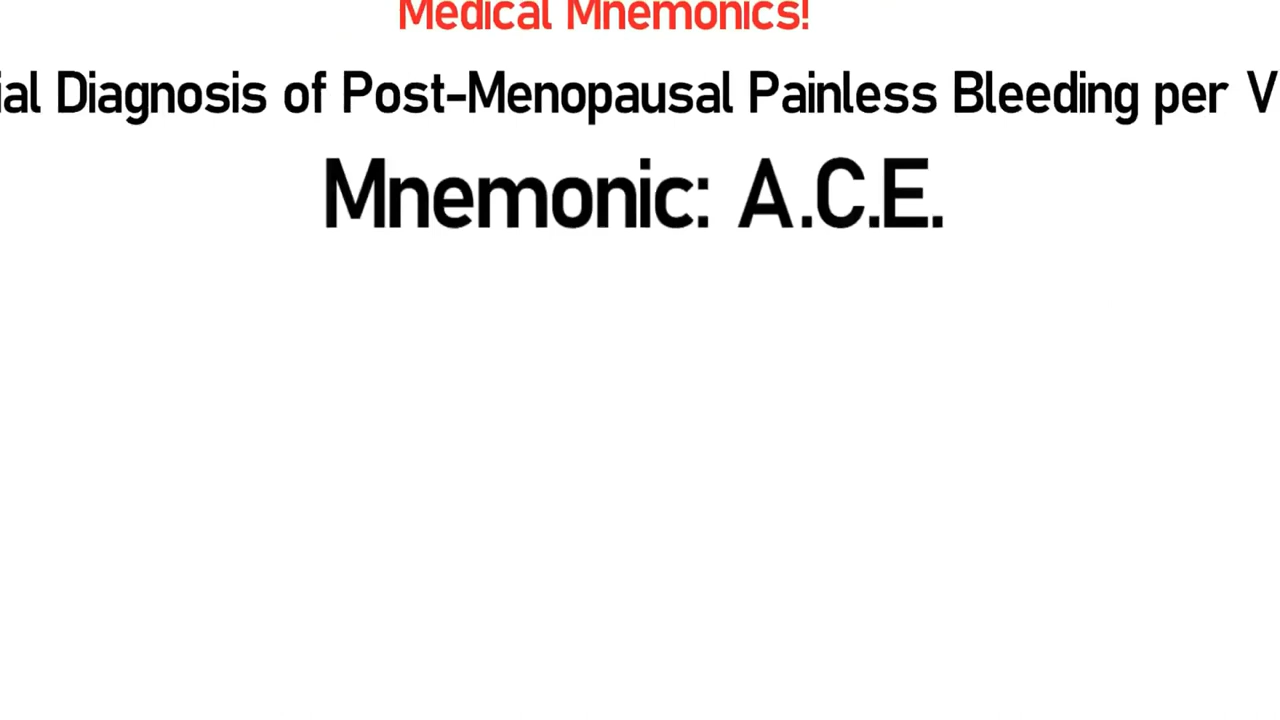 Medical Mnemonics!
ial Diagnosis of Post-Menopausal Painless Bleeding per V
Mnemonic: A.C.E.